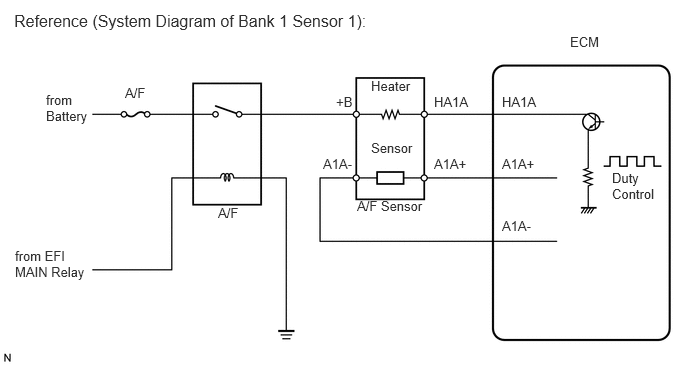 Reference (System Diagram of Bank 1 Sensor 1):
ECM
from
Battery
A/F
+B
Heater
HA1A
HA1A
Sensor
A1A-
A1A+
A1A+
Duty
Control
A/F
A/F Sensor
A1A-
from EFI
MAIN Relay
N